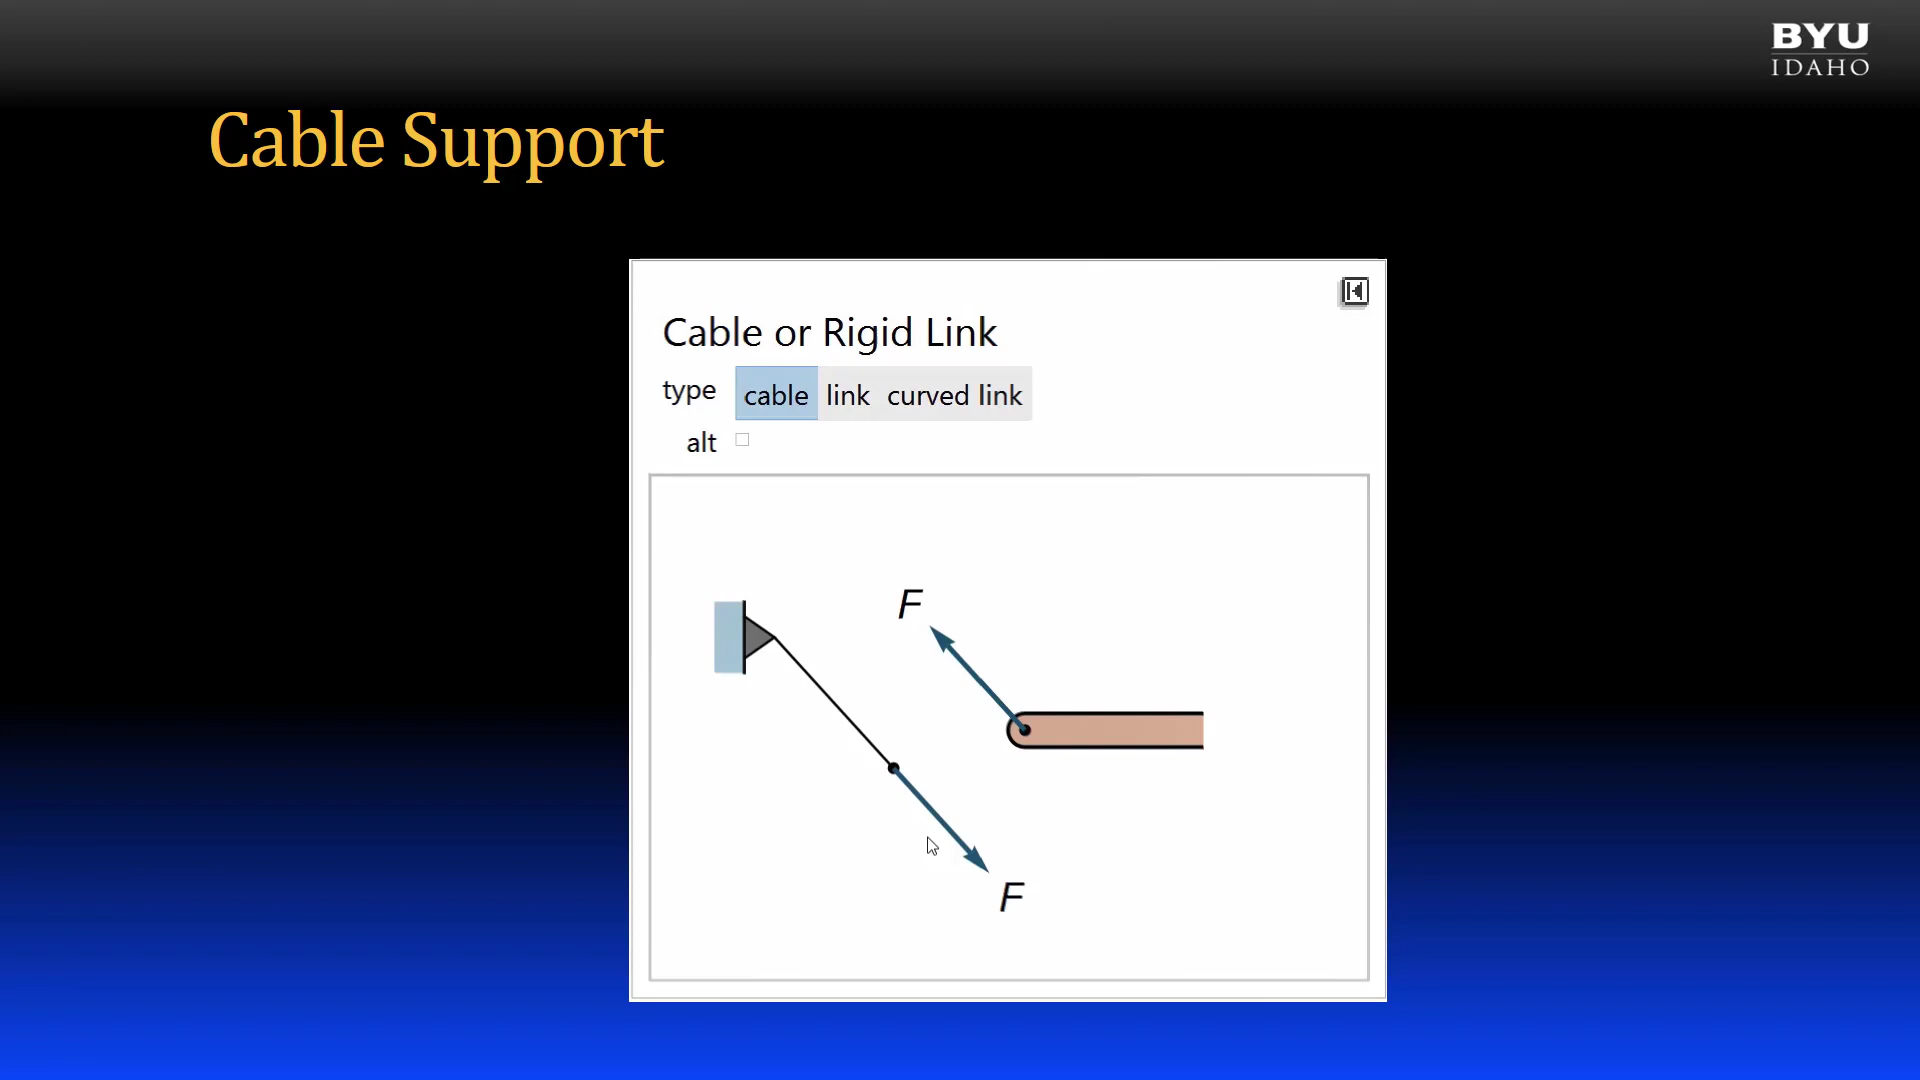 BYU
IDAHO
Cable Support
Cable or Rigid Link
type cable link curved link
alt
F
F